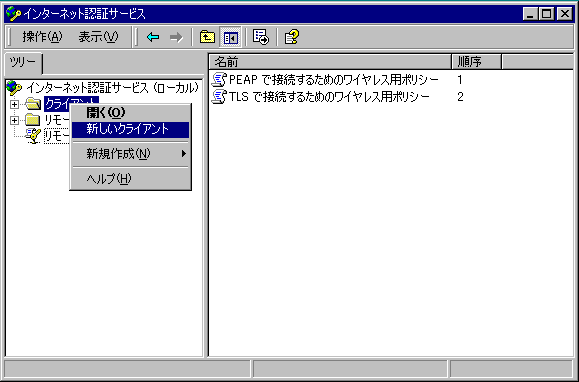 インターネット認証サービス
操作(A) 表示(V)
ツリー
インターネット認証サービス (ローカル)
クライアント
リモー
リモー
開く(O)
新しいクライアント
新規作成(N)
ヘルプ(H)
名前 順序
PEAP で接続するためのワイヤレス用ポリシー 1
TLS で接続するためのワイヤレス用ポリシー 2